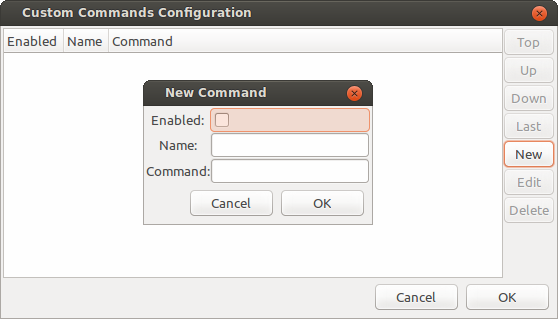 Custom Commands Configuration
Enabled Name Command
Top
Up
Down
Last
New
Edit
Delete
New Command
Enabled:
Name:
Command:
Cancel OK
Cancel OK